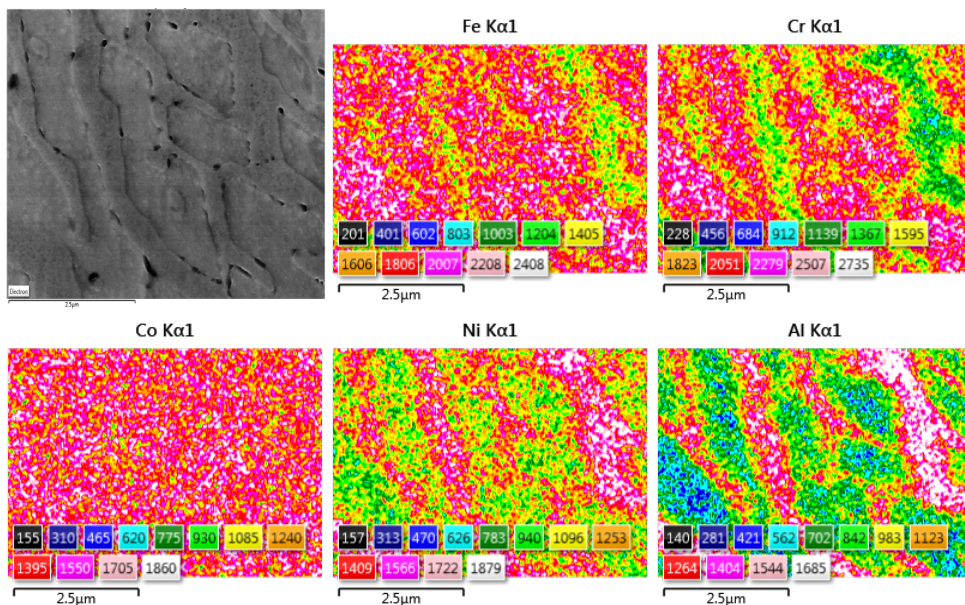 Electron
2.5µm
Fe Kα1
201 401 602 803 1003 1204 1405
1606 1806 2007 2208 2408
2.5µm
Cr Kα1
228 456 684 912 1139 1367 1595
1823 2051 2279 2507 2735
2.5µm
Co Kα1
155 310 465 620 775 930 1085 1240
1395 1550 1705 1860
2.5µm
Ni Kα1
157 313 470 626 783 940 1096 1253
1409 1566 1722 1879
2.5µm
Al Kα1
140 281 421 562 702 842 983 1123
1264 1404 1544 1685
2.5µm